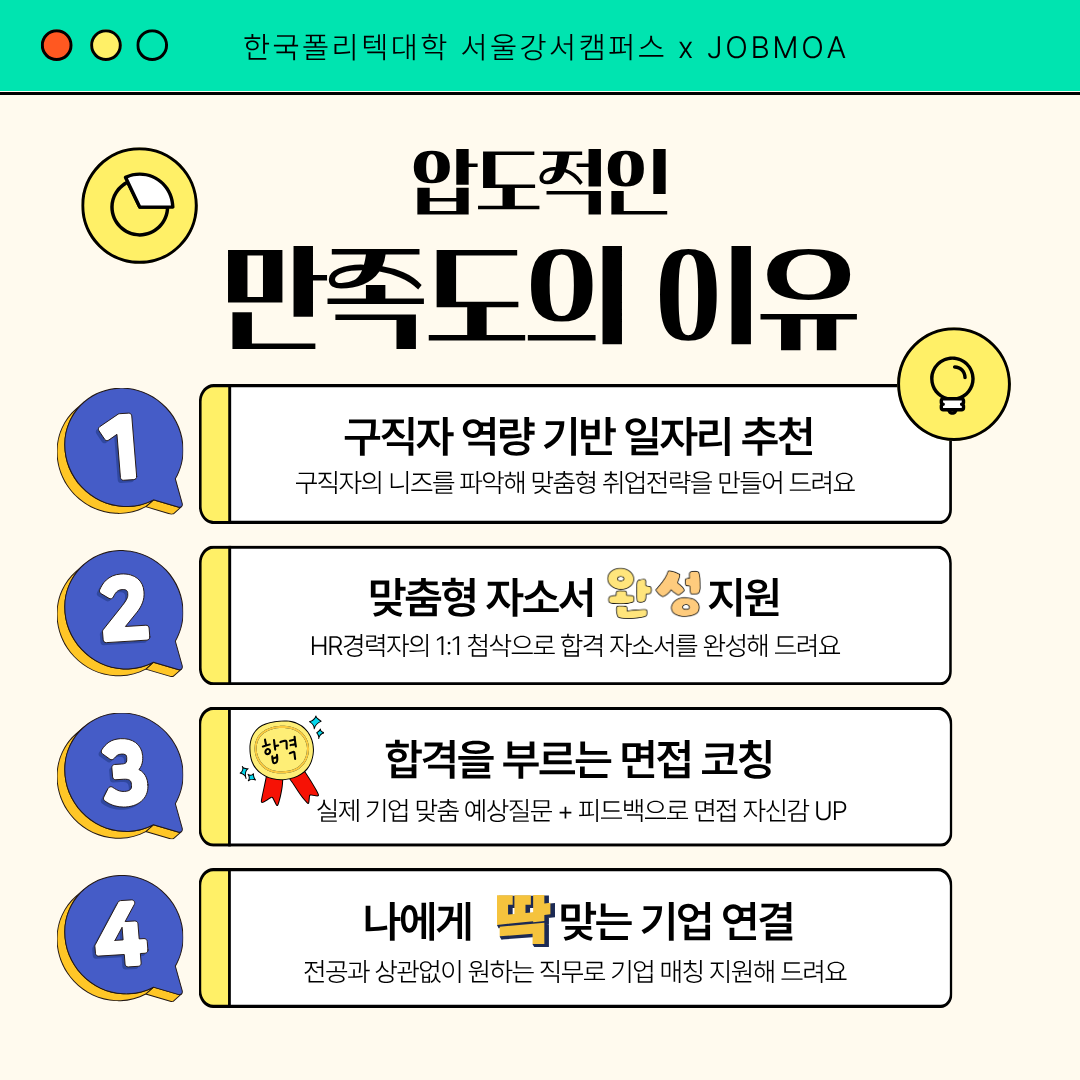 한국폴리텍대학 서울강서캠퍼스 x JOBMOA
압도적인
만족도의 이유
1
구직자 역량 기반 일자리 추천
구직자의 니즈를 파악해 맞춤형 취업전략을 만들어 드려요
2
맞춤형 자소서 완성 지원
HR경력자의 1:1 첨삭으로 합격 자소서를 완성해 드려요
3
합격
합격을 부르는 면접 코칭
실제 기업 맞춤 예상질문 + 피드백으로 면접 자신감 UP
4
나에게 딱 맞는 기업 연결
전공과 상관없이 원하는 직무로 기업 매칭 지원해 드려요